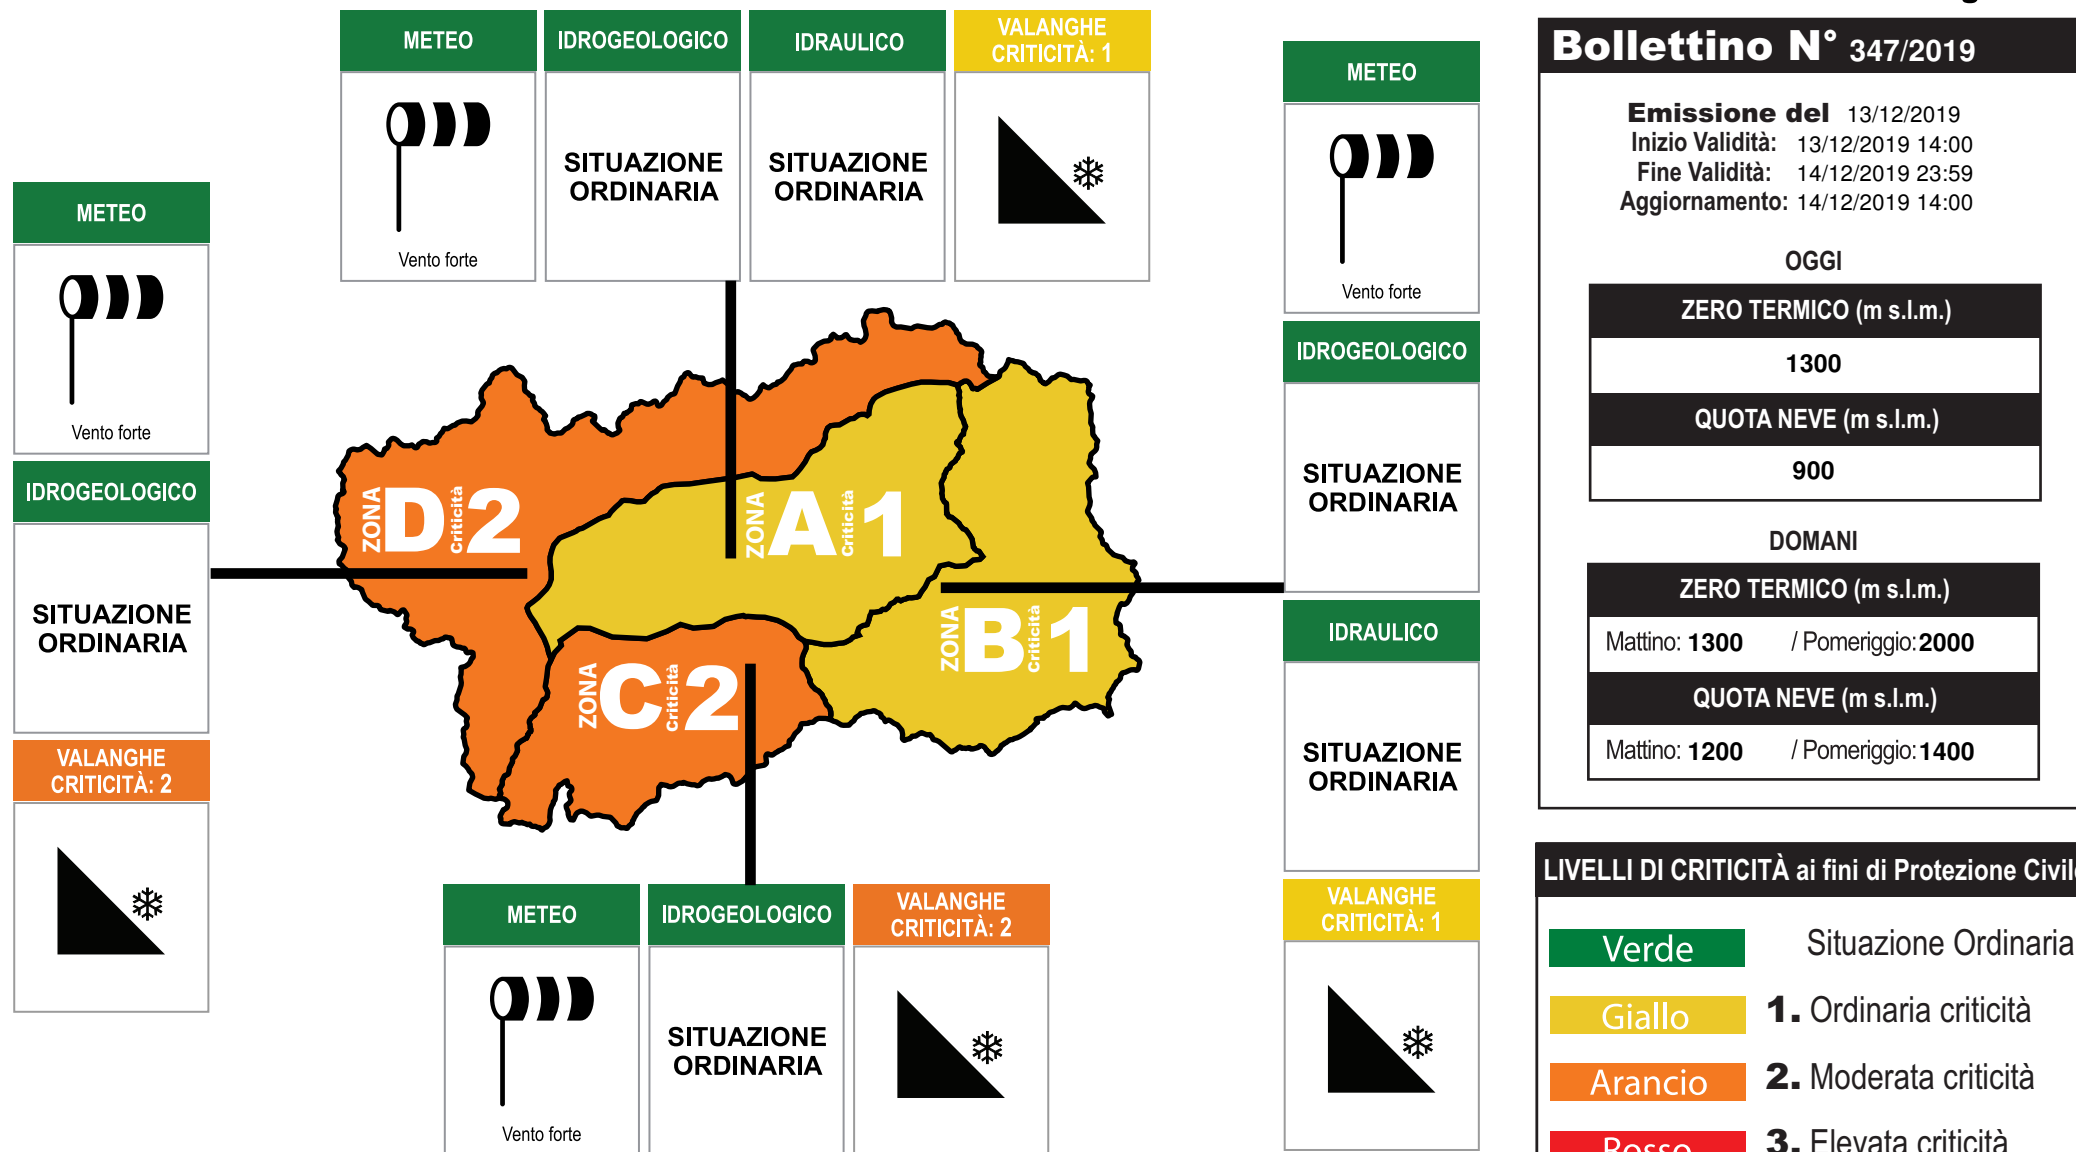 METEO
IDROGEOLOGICO
IDRAULICO
VALANGHE
CRITICITÀ: 1
Vento forte
SITUAZIONE
ORDINARIA
SITUAZIONE
ORDINARIA
METEO
Vento forte
IDROGEOLOGICO
SITUAZIONE
ORDINARIA
VALANGHE
CRITICITÀ: 2
ZONA D Criticità 2
ZONA A Criticità 1
ZONA B Criticità 1
ZONA C Criticità 2
METEO
Vento forte
IDROGEOLOGICO
SITUAZIONE
ORDINARIA
IDRAULICO
SITUAZIONE
ORDINARIA
VALANGHE
CRITICITÀ: 1
METEO
IDROGEOLOGICO
VALANGHE
CRITICITÀ: 2
Vento forte
SITUAZIONE
ORDINARIA
Bollettino N° 347/2019
Emissione del 13/12/2019
Inizio Validità: 13/12/2019 14:00
Fine Validità: 14/12/2019 23:59
Aggiornamento: 14/12/2019 14:00
OGGI
ZERO TERMICO (m s.l.m.)
1300
QUOTA NEVE (m s.l.m.)
900
DOMANI
ZERO TERMICO (m s.l.m.)
Mattino: 1300 / Pomeriggio: 2000
QUOTA NEVE (m s.l.m.)
Mattino: 1200 / Pomeriggio: 1400
LIVELLI DI CRITICITÀ ai fini di Protezione Civile
Verde Situazione Ordinaria
Giallo 1. Ordinaria criticità
Arancio 2. Moderata criticità
Rosso 3. Elevata criticità